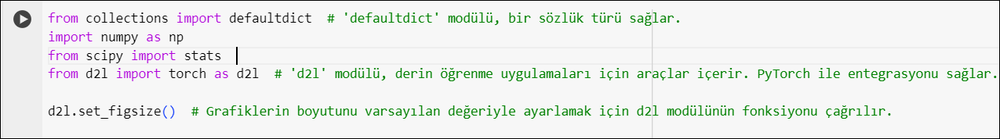 from collections import defaultdict  # 'defaultdict' modülü, bir sözlük türü sağlar.
import numpy as np
from scipy import stats
from d2l import torch as d2l  # 'd2l' modülü, derin öğrenme uygulamaları için araçlar içerir. PyTorch ile entegrasyonu sağlar.
d2l.set_figsize()  # Grafiklerin boyutunu varsayılan değeriyle ayarlamak için d2l modülünün fonksiyonu çağrılır.